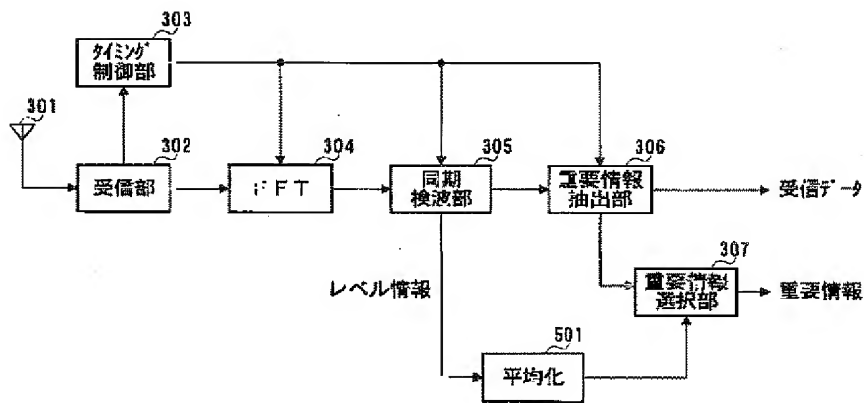 303
タイミング
制御部
301
302
受信部
304
FFT
305
同期
検波部
306
重要情報
抽出部
受信データ
307
重要情報
選択部
重要情報
レベル情報
501
平均化